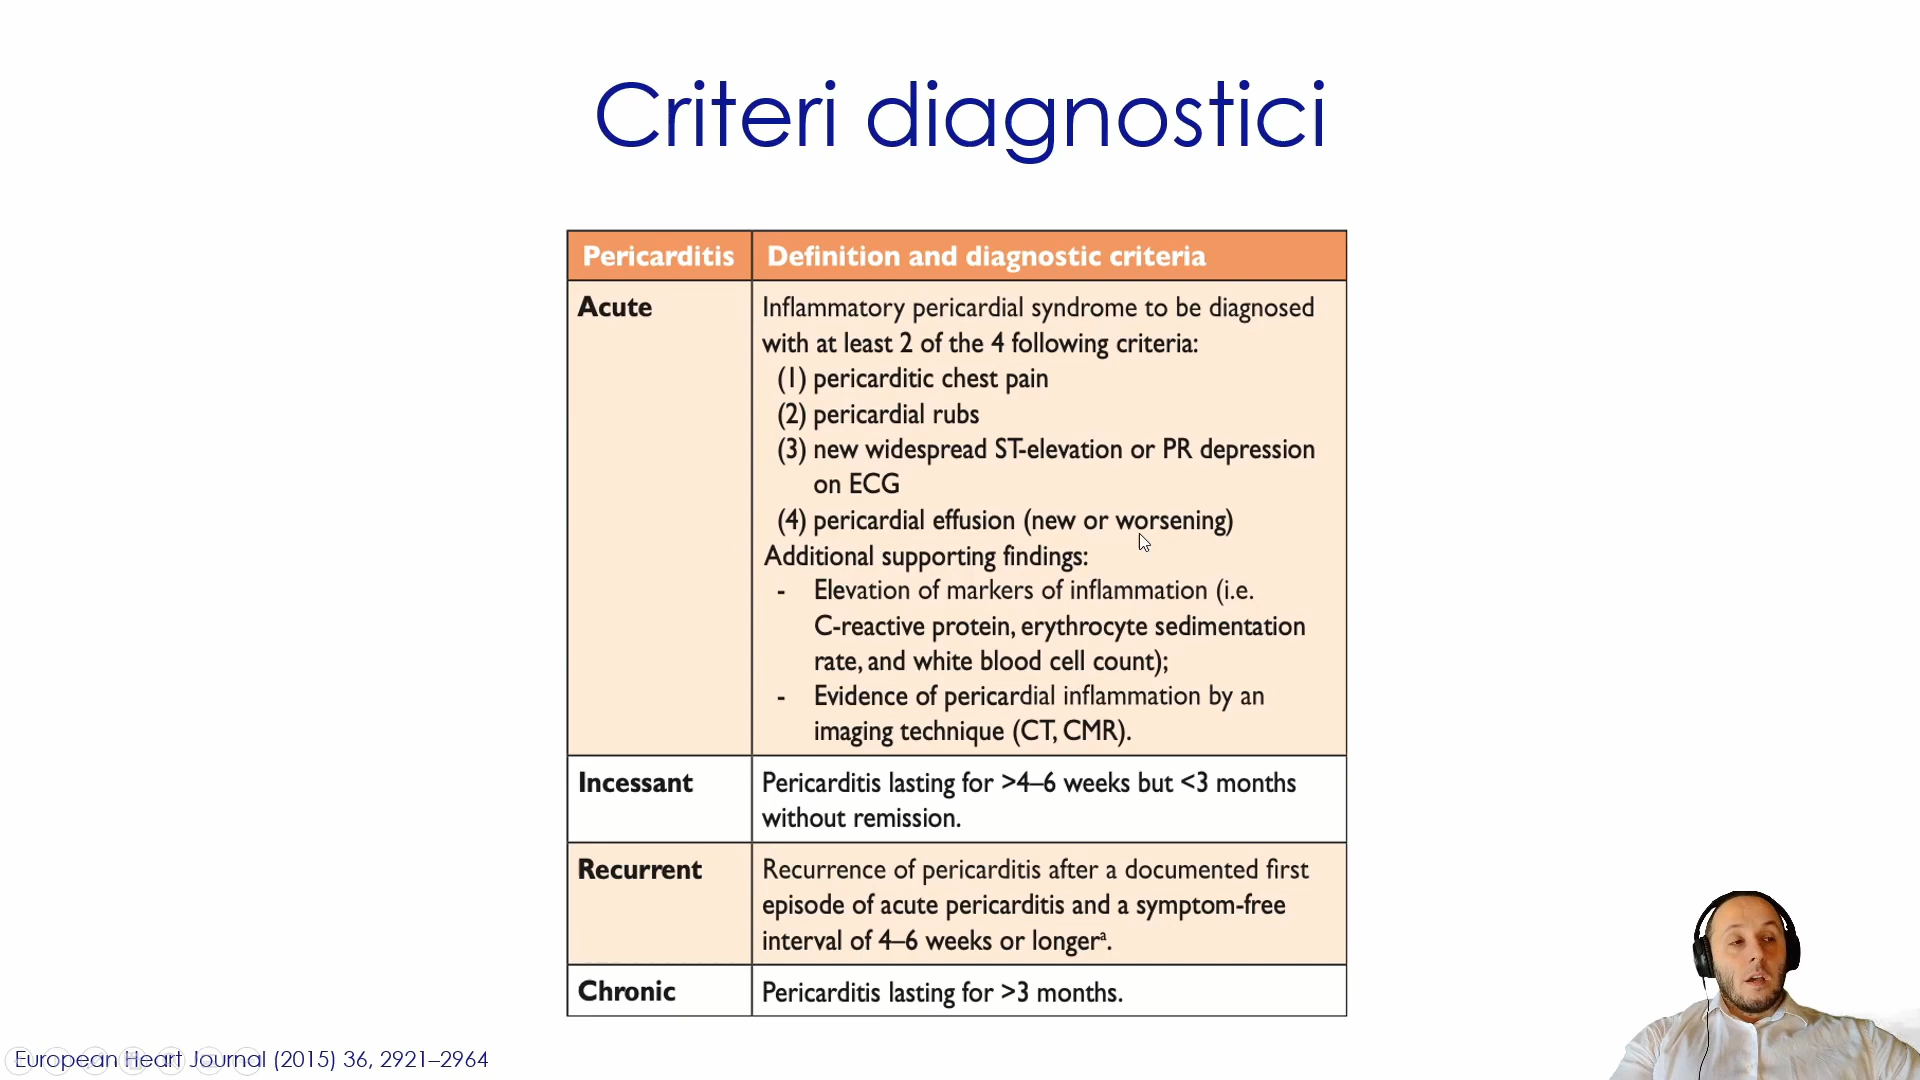 Criteri diagnostici
Pericarditis
Definition and diagnostic criteria
Acute
Inflammatory pericardial syndrome to be diagnosed
with at least 2 of the 4 following criteria:
(1) pericarditic chest pain
(2) pericardial rubs
(3) new widespread ST-elevation or PR depression
on ECG
(4) pericardial effusion (new or worsening)
Additional supporting findings:
- Elevation of markers of inflammation (i.e.
C-reactive protein, erythrocyte sedimentation
rate, and white blood cell count);
- Evidence of pericardial inflammation by an
imaging technique (CT, CMR).
Incessant
Pericarditis lasting for >4–6 weeks but <3 months
without remission.
Recurrent
Recurrence of pericarditis after a documented first
episode of acute pericarditis and a symptom-free
interval of 4–6 weeks or longerª.
Chronic
Pericarditis lasting for >3 months.
European Heart Journal (2015) 36, 2921–2964